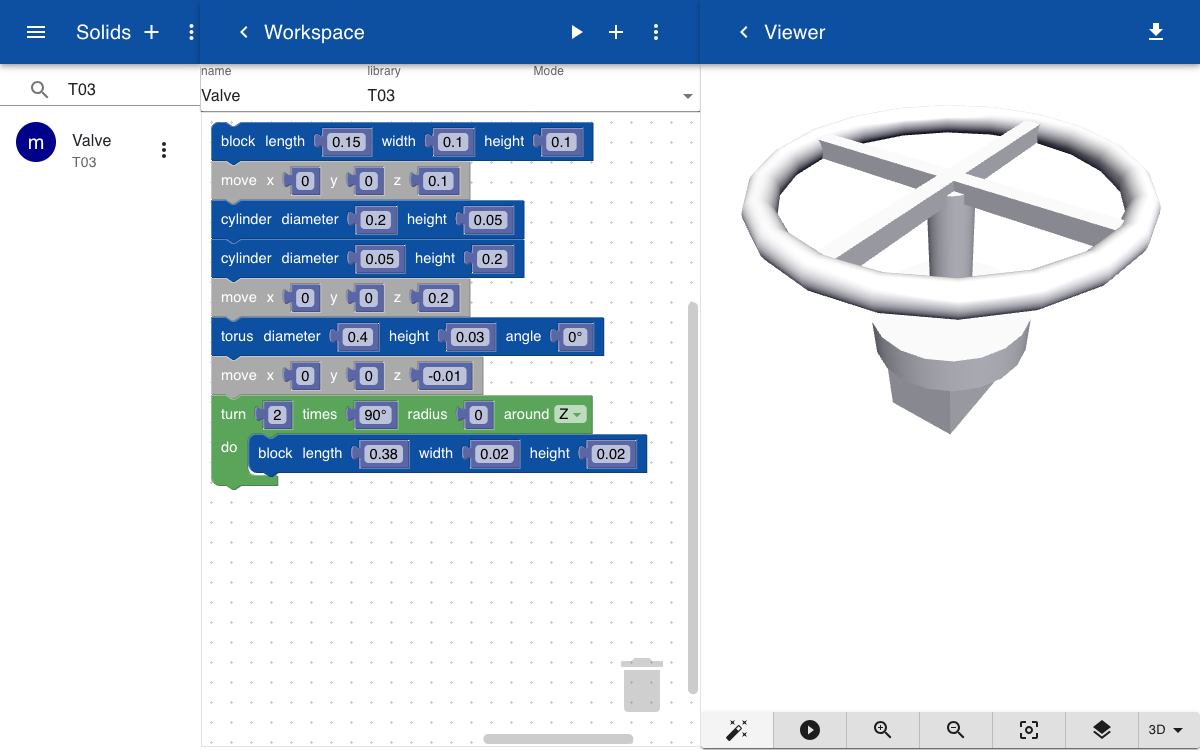 Solids
Workspace
Viewer
T03
m
Valve
T03
name library Mode
Valve T03
block length 0.15 width 0.1 height 0.1
move x 0 y 0 z 0.1
cylinder diameter 0.2 height 0.05
cylinder diameter 0.05 height 0.2
move x 0 y 0 z 0.2
torus diameter 0.4 height 0.03 angle 0°
move x 0 y 0 z -0.01
turn 2 times 90° radius 0 around Z
do block length 0.38 width 0.02 height 0.02
3D